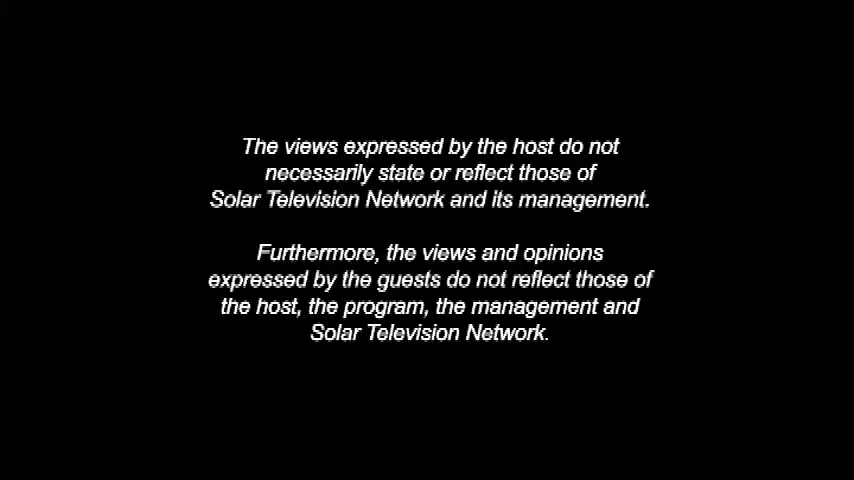 The views expressed by the host do not
necessarily state or reflect those of
Solar Television Network and its management.
Furthermore, the views and opinions
expressed by the guests do not reflect those of
the host, the program, the management and
Solar Television Network.